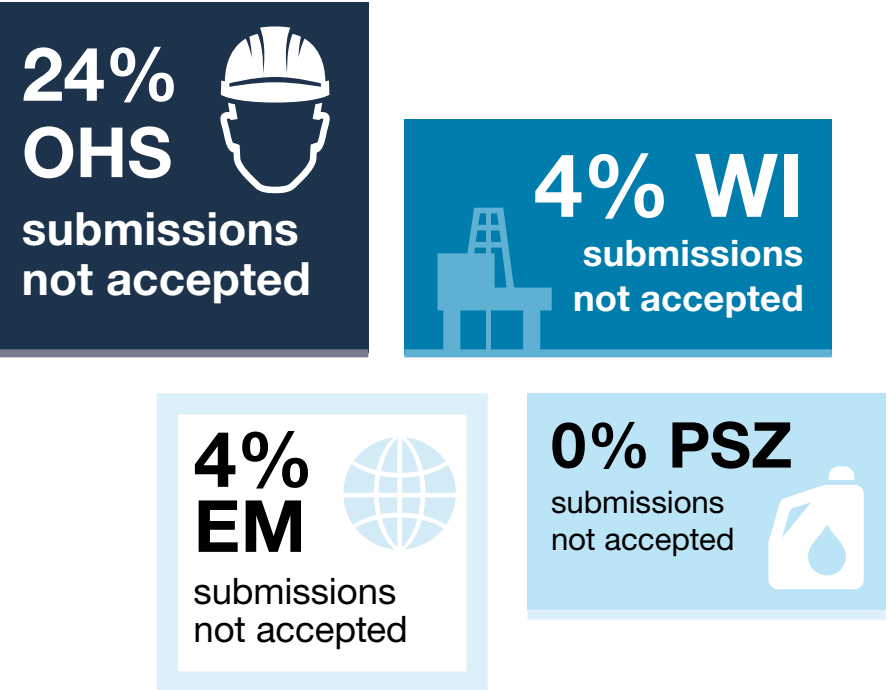 24%
OHS
submissions
not accepted
4% WI
submissions
not accepted
4%
EM
submissions
not accepted
0% PSZ
submissions
not accepted